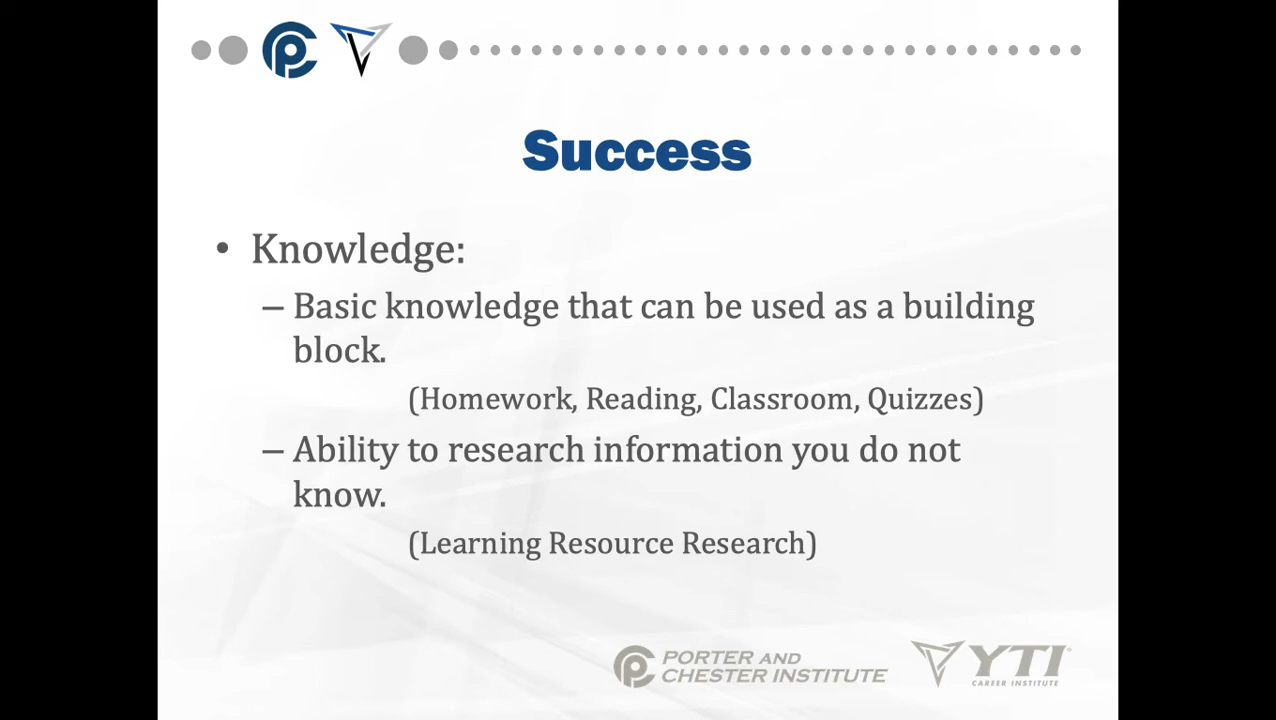 Success
• Knowledge:
– Basic knowledge that can be used as a building
block.
(Homework, Reading, Classroom, Quizzes)
– Ability to research information you do not
know.
(Learning Resource Research)
PORTER AND
CHESTER INSTITUTE
YTI
CAREER INSTITUTE